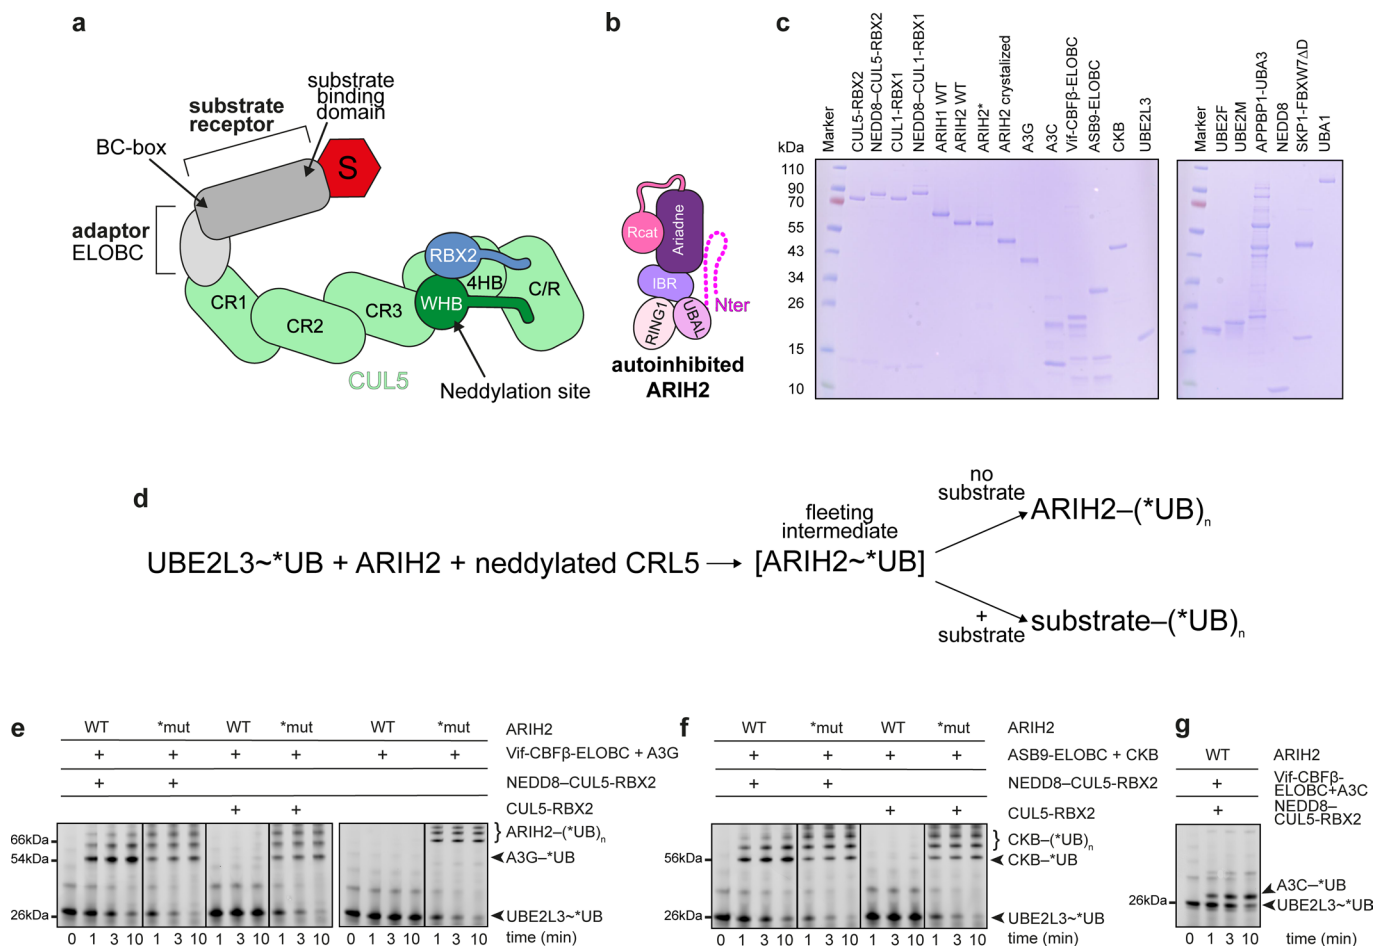 a
substrate
binding
domain
substrate
receptor
BC-box
S
adaptor
ELOBC
RBX2
4HB
C/R
WHB
CR1
CR2
CR3
CUL5
Neddylation site
b
Rcat
Ariadne
IBR
RING1
UBAL
Nter
autoinhibited
ARIH2
c
kDa
Marker
CUL5-RBX2
NEDD8–CUL5-RBX2
CUL1-RBX1
NEDD8–CUL1-RBX1
ARIH1 WT
ARIH2 WT
ARIH2*
ARIH2 crystalized
A3G
A3C
Vif-CBFβ-ELOBC
ASB9-ELOBC
CKB
UBE2L3
Marker
UBE2F
UBE2M
APPBP1-UBA3
NEDD8
SKP1-FBXW7ΔD
UBA1
110
90
70
55
43
34
26
15
10
d
UBE2L3~*UB + ARIH2 + neddylated CRL5
fleeting
intermediate
[ARIH2~*UB]
no
substrate
ARIH2–(*UB)n
+
substrate
substrate–(*UB)n
e
WT *mut WT *mut WT *mut ARIH2
+ + + + + + Vif-CBFβ-ELOBC + A3G
+ + NEDD8–CUL5-RBX2
+ + CUL5-RBX2
66kDa
54kDa
26kDa
ARIH2–(*UB)n
A3G–*UB
UBE2L3~*UB
0 1 3 10 1 3 10 1 3 10 1 3 10 0 1 3 10 1 3 10 time (min)
f
WT *mut WT *mut ARIH2
+ + + + ASB9-ELOBC + CKB
+ + NEDD8–CUL5-RBX2
+ + CUL5-RBX2
56kDa
26kDa
CKB–(*UB)n
CKB–*UB
UBE2L3~*UB
0 1 3 10 1 3 10 1 3 10 1 3 10 time (min)
g
WT ARIH2
+ Vif-CBFβ-
ELOBC+A3C
+ NEDD8–
CUL5-RBX2
26kDa
A3C–*UB
UBE2L3~*UB
0 1 3 10 time (min)